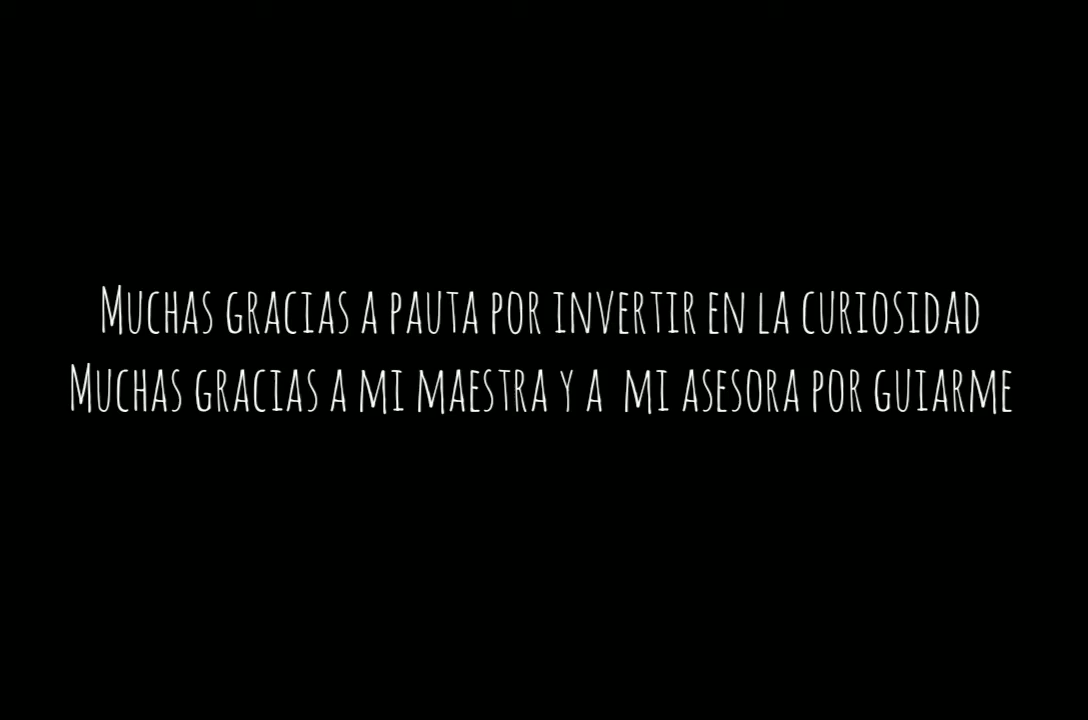 Muchas gracias a pauta por invertir en la curiosidad
Muchas gracias a mi maestra y a mi asesora por guiarme